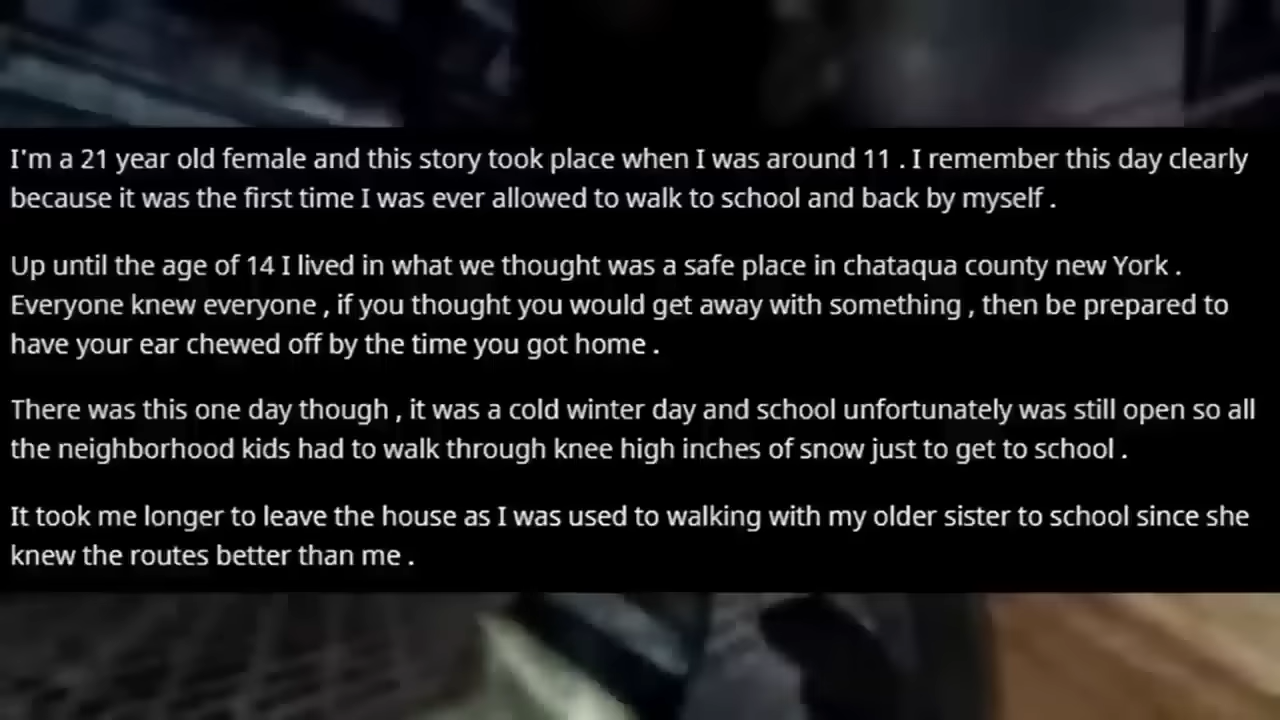 I'm a 21 year old female and this story took place when I was around 11 . I remember this day clearly
because it was the first time I was ever allowed to walk to school and back by myself .
Up until the age of 14 I lived in what we thought was a safe place in chataqua county new York .
Everyone knew everyone , if you thought you would get away with something , then be prepared to
have your ear chewed off by the time you got home .
There was this one day though , it was a cold winter day and school unfortunately was still open so all
the neighborhood kids had to walk through knee high inches of snow just to get to school .
It took me longer to leave the house as I was used to walking with my older sister to school since she
knew the routes better than me .